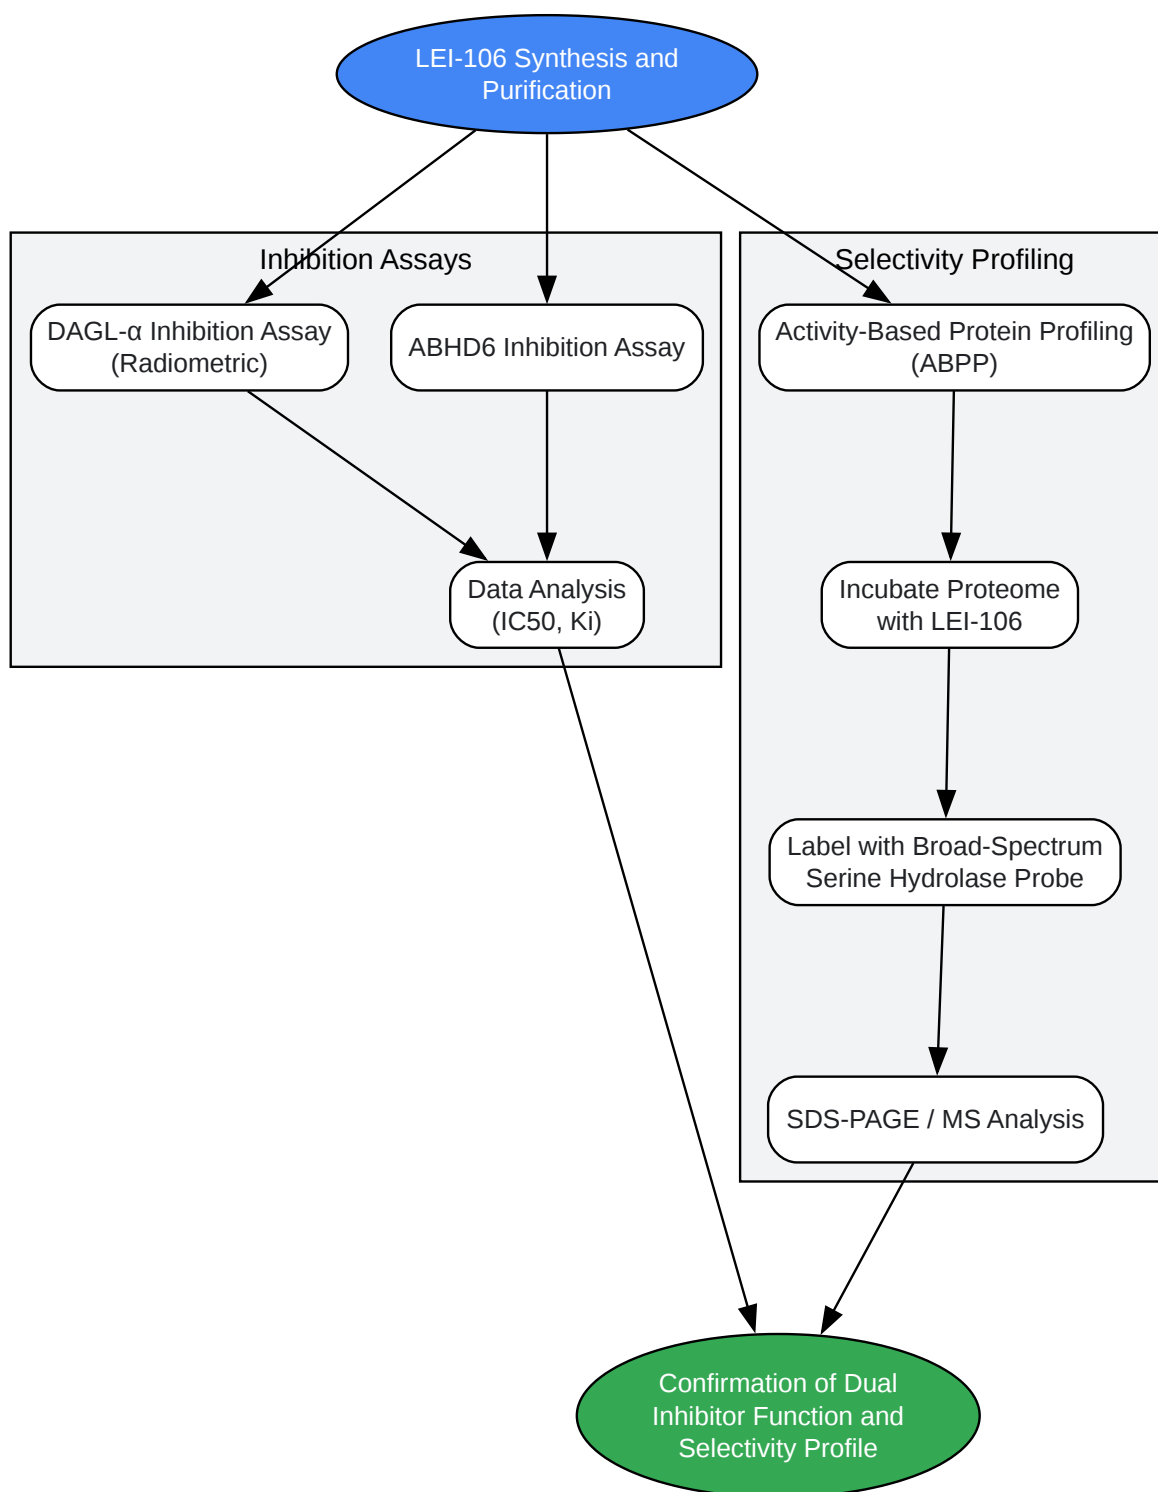 LEI-106 Synthesis and
Purification
Inhibition Assays
Selectivity Profiling
DAGL-α Inhibition Assay
(Radiometric)
ABHD6 Inhibition Assay
Activity-Based Protein Profiling
(ABPP)
Data Analysis
(IC50, Ki)
Incubate Proteome
with LEI-106
Label with Broad-Spectrum
Serine Hydrolase Probe
SDS-PAGE / MS Analysis
Confirmation of Dual
Inhibitor Function and
Selectivity Profile